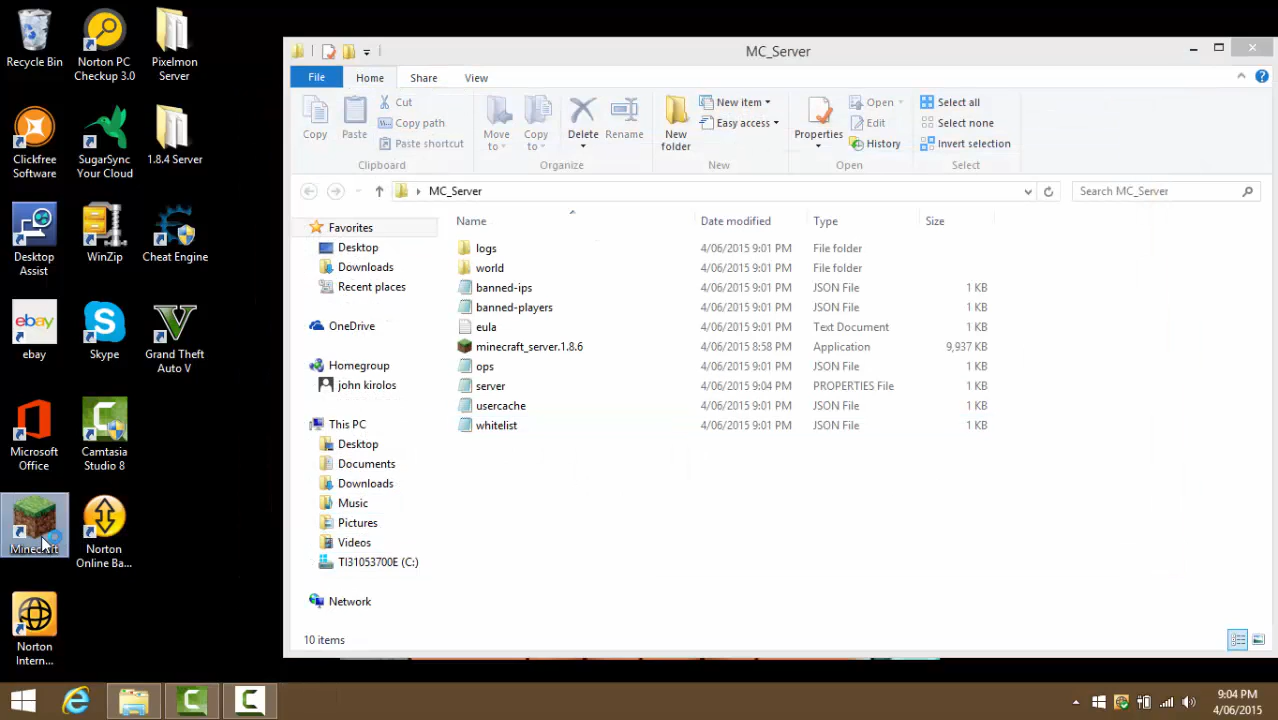 Recycle Bin
Norton PC
Checkup 3.0
Pixelmon
Server
Clickfree
Software
SugarSync
Your Cloud
1.8.4 Server
Desktop
Assist
WinZip
Cheat Engine
ebay
ebay
Skype
Grand Theft
Auto V
Microsoft
Office
Camtasia
Studio 8
Minecraft
Norton
Online Ba...
Norton
Intern...
MC_Server
File
Home
Share
View
Copy
Paste
Cut
Copy path
Paste shortcut
Clipboard
Move
to
Copy
to
Delete
Rename
Organize
New
folder
New item
Easy access
New
Properties
Open
Edit
History
Open
Select all
Select none
Invert selection
Select
MC_Server
Search MC_Server
Name Date modified Type Size
Favorites
Desktop
Downloads
Recent places
OneDrive
Homegroup
john kirolos
This PC
Desktop
Documents
Downloads
Music
Pictures
Videos
TI31053700E (C:)
Network
logs 4/06/2015 9:01 PM File folder
world 4/06/2015 9:01 PM File folder
banned-ips 4/06/2015 9:01 PM JSON File 1 KB
banned-players 4/06/2015 9:01 PM JSON File 1 KB
eula 4/06/2015 9:01 PM Text Document 1 KB
minecraft_server.1.8.6 4/06/2015 8:58 PM Application 9,937 KB
ops 4/06/2015 9:01 PM JSON File 1 KB
server 4/06/2015 9:04 PM PROPERTIES File 1 KB
usercache 4/06/2015 9:01 PM JSON File 1 KB
whitelist 4/06/2015 9:01 PM JSON File 1 KB
10 items
9:04 PM
4/06/2015